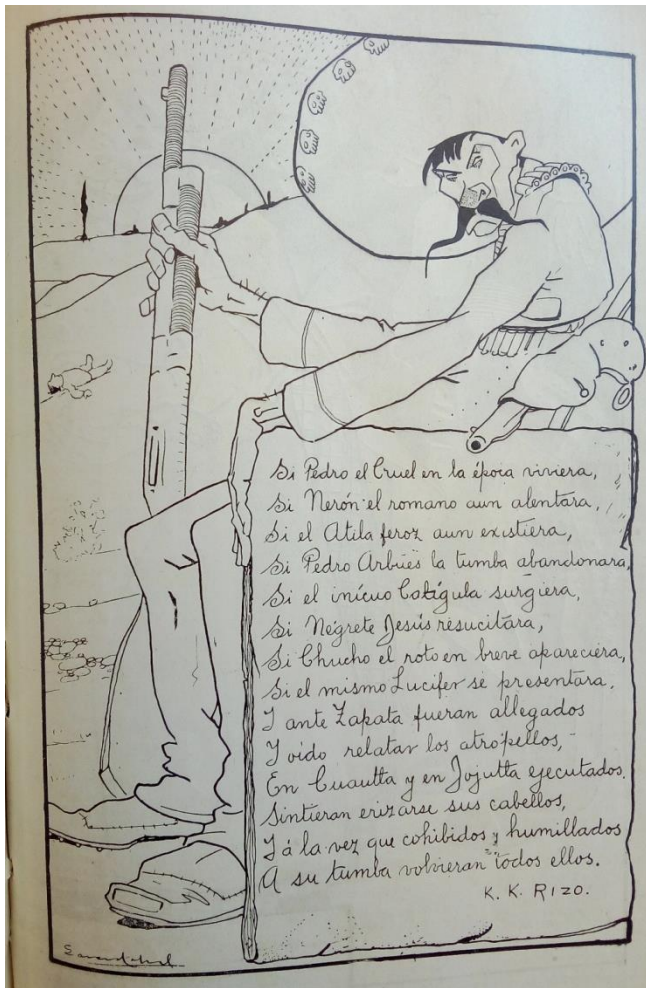 Si Pedro el Cruel en la época viviera,
Si Nerón el romano aun alentara,
Si el Atila feroz aun existiera,
Si Pedro Arbúes la tumba abandonara,
Si el inícuo Calígula surgiera,
Si Negrete Jesús resucitara,
Si Chucho el roto en breve apareciera,
Si el mismo Lucifer se presentara,
Y ante Zapata fueran allegados
Y oido relatar los atropellos,
En Cuautla y en Jojutla ejecutados.
Sintieran erizarse sus cabellos,
Y á la vez que cohibidos y humillados
A su tumba volvieran todos ellos.
K. K. RIZO.